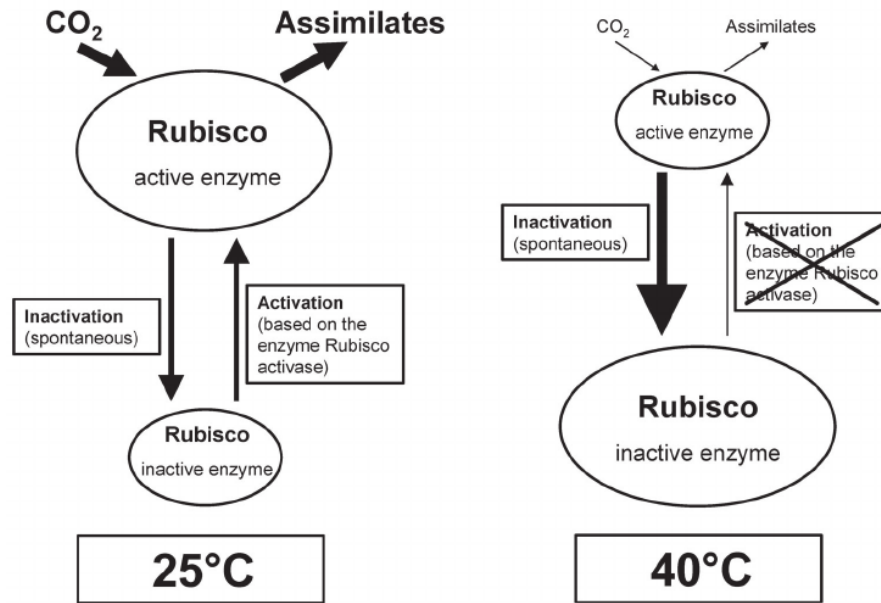 CO2
Assimilates
Rubisco
active enzyme
Inactivation
(spontaneous)
Activation
(based on the
enzyme Rubisco
activase)
Rubisco
inactive enzyme
25°C
CO2
Assimilates
Rubisco
active enzyme
Inactivation
(spontaneous)
Activation
(based on the
enzyme Rubisco
activase)
Rubisco
inactive enzyme
40°C